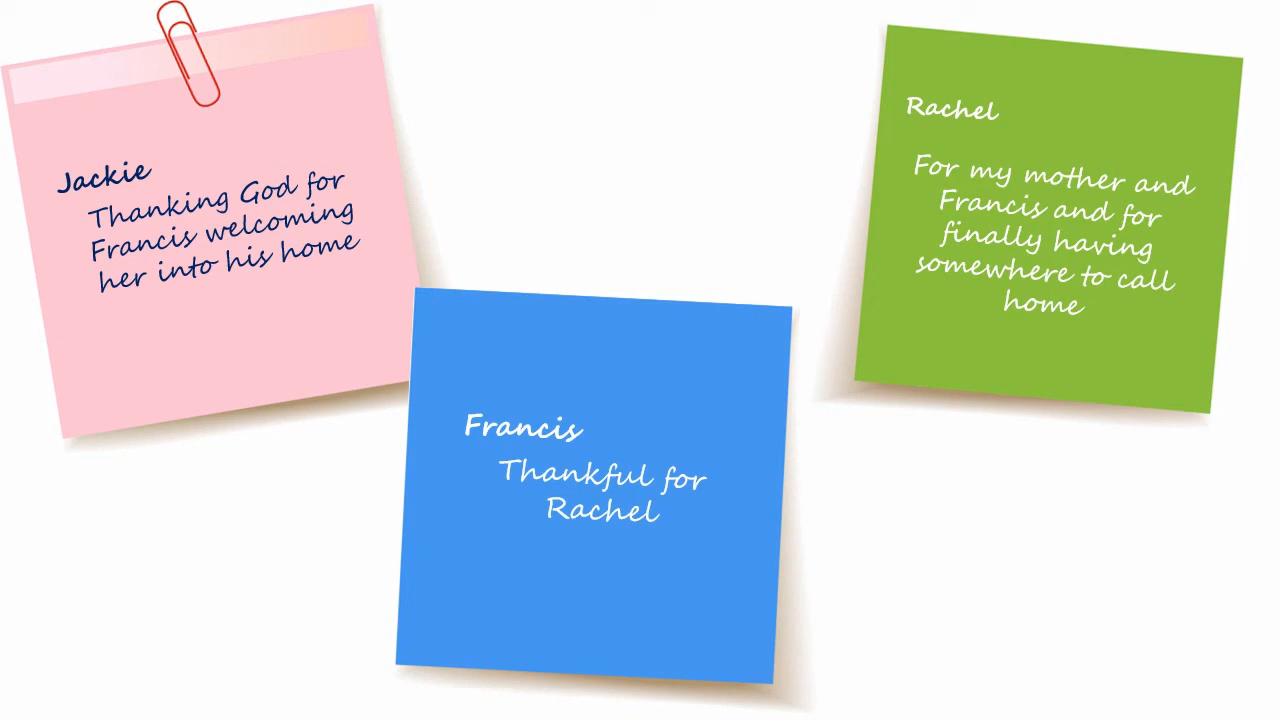 Jackie
Thanking God for
Francis welcoming
her into his home
Francis
Thankful for
Rachel
Rachel
For my mother and
Francis and for
finally having
somewhere to call
home